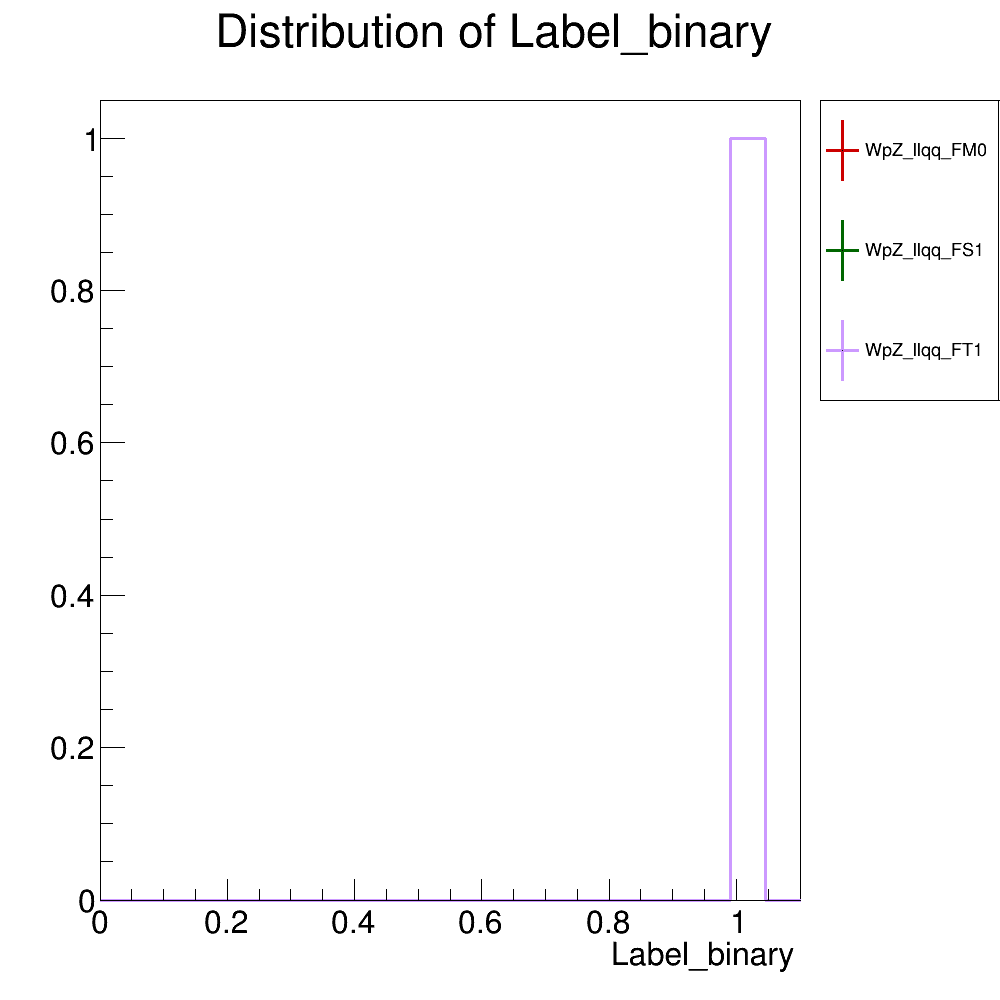 Distribution of Label_binary
1
0.8
0.6
0.4
0.2
0
0 0.2 0.4 0.6 0.8 1
Label_binary
WpZ_llqq_FM0
WpZ_llqq_FS1
WpZ_llqq_FT1